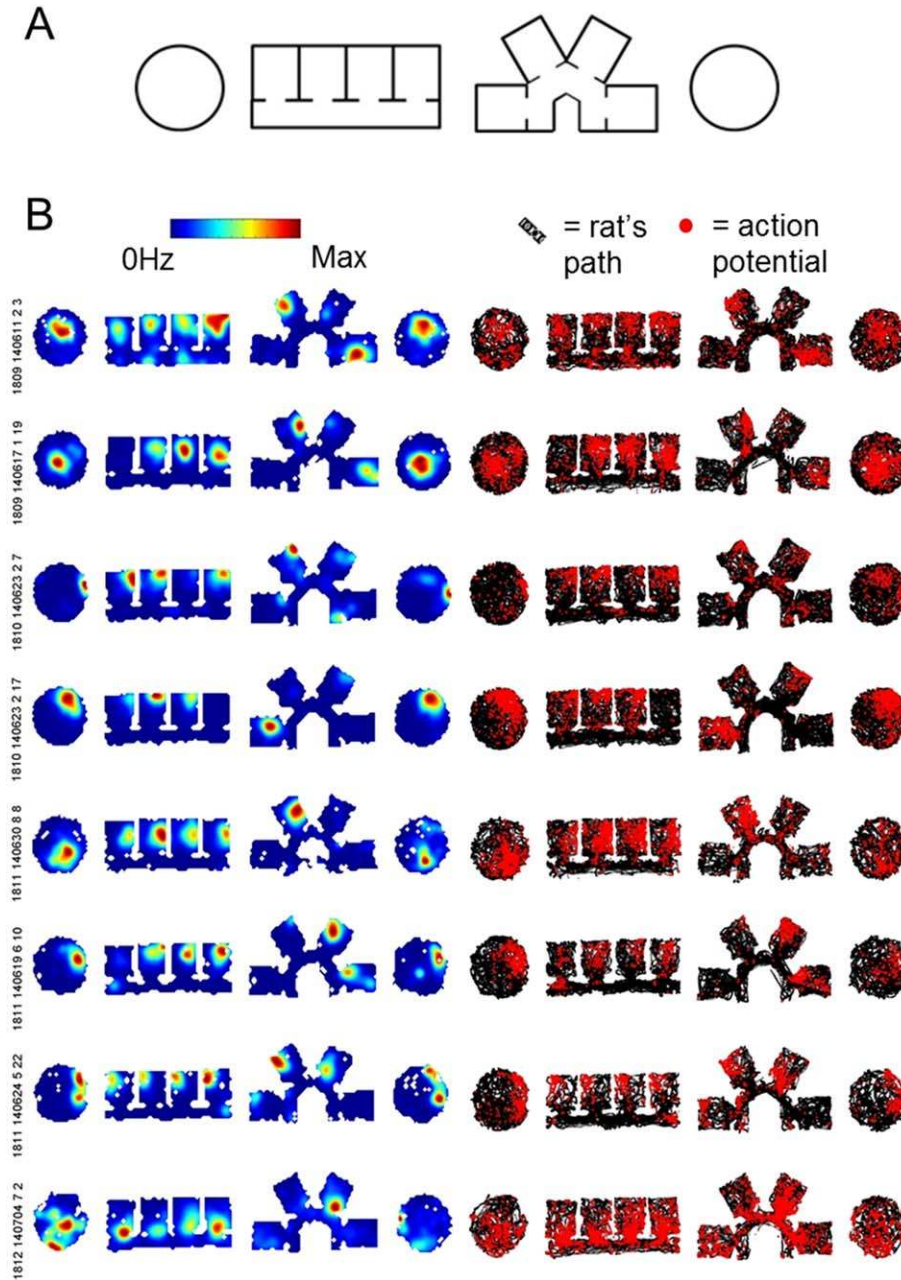 A
B
0Hz Max
= rat's path
= action potential
1809 140611 2 3
1809 140617 1 19
1810 140623 2 7
1810 140623 2 17
1811 140630 8 8
1811 140619 6 10
1811 140624 5 22
1812 140704 7 2